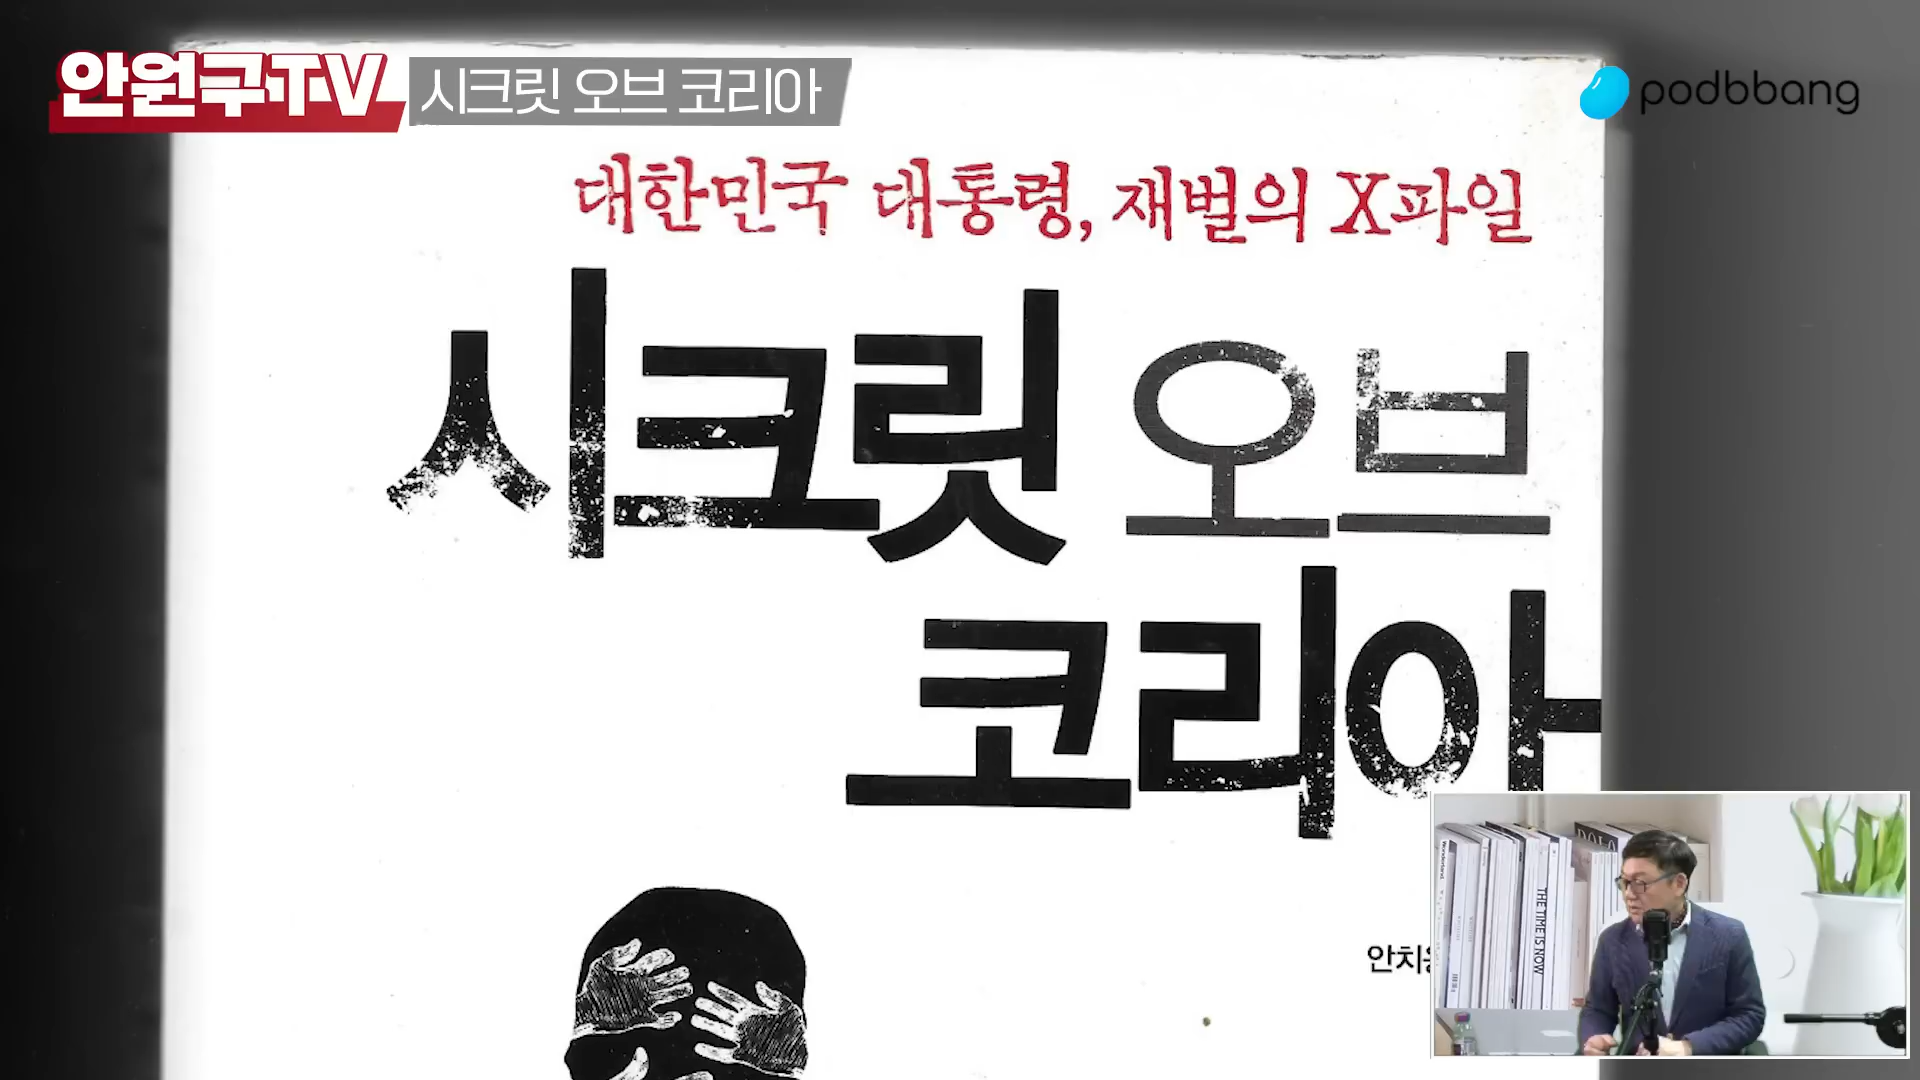 안원구TV
시크릿 오브 코리아
podbbang
대한민국 대통령, 재벌의 X파일
시크릿 오브
코리아
안치
THE TIME IS NOW